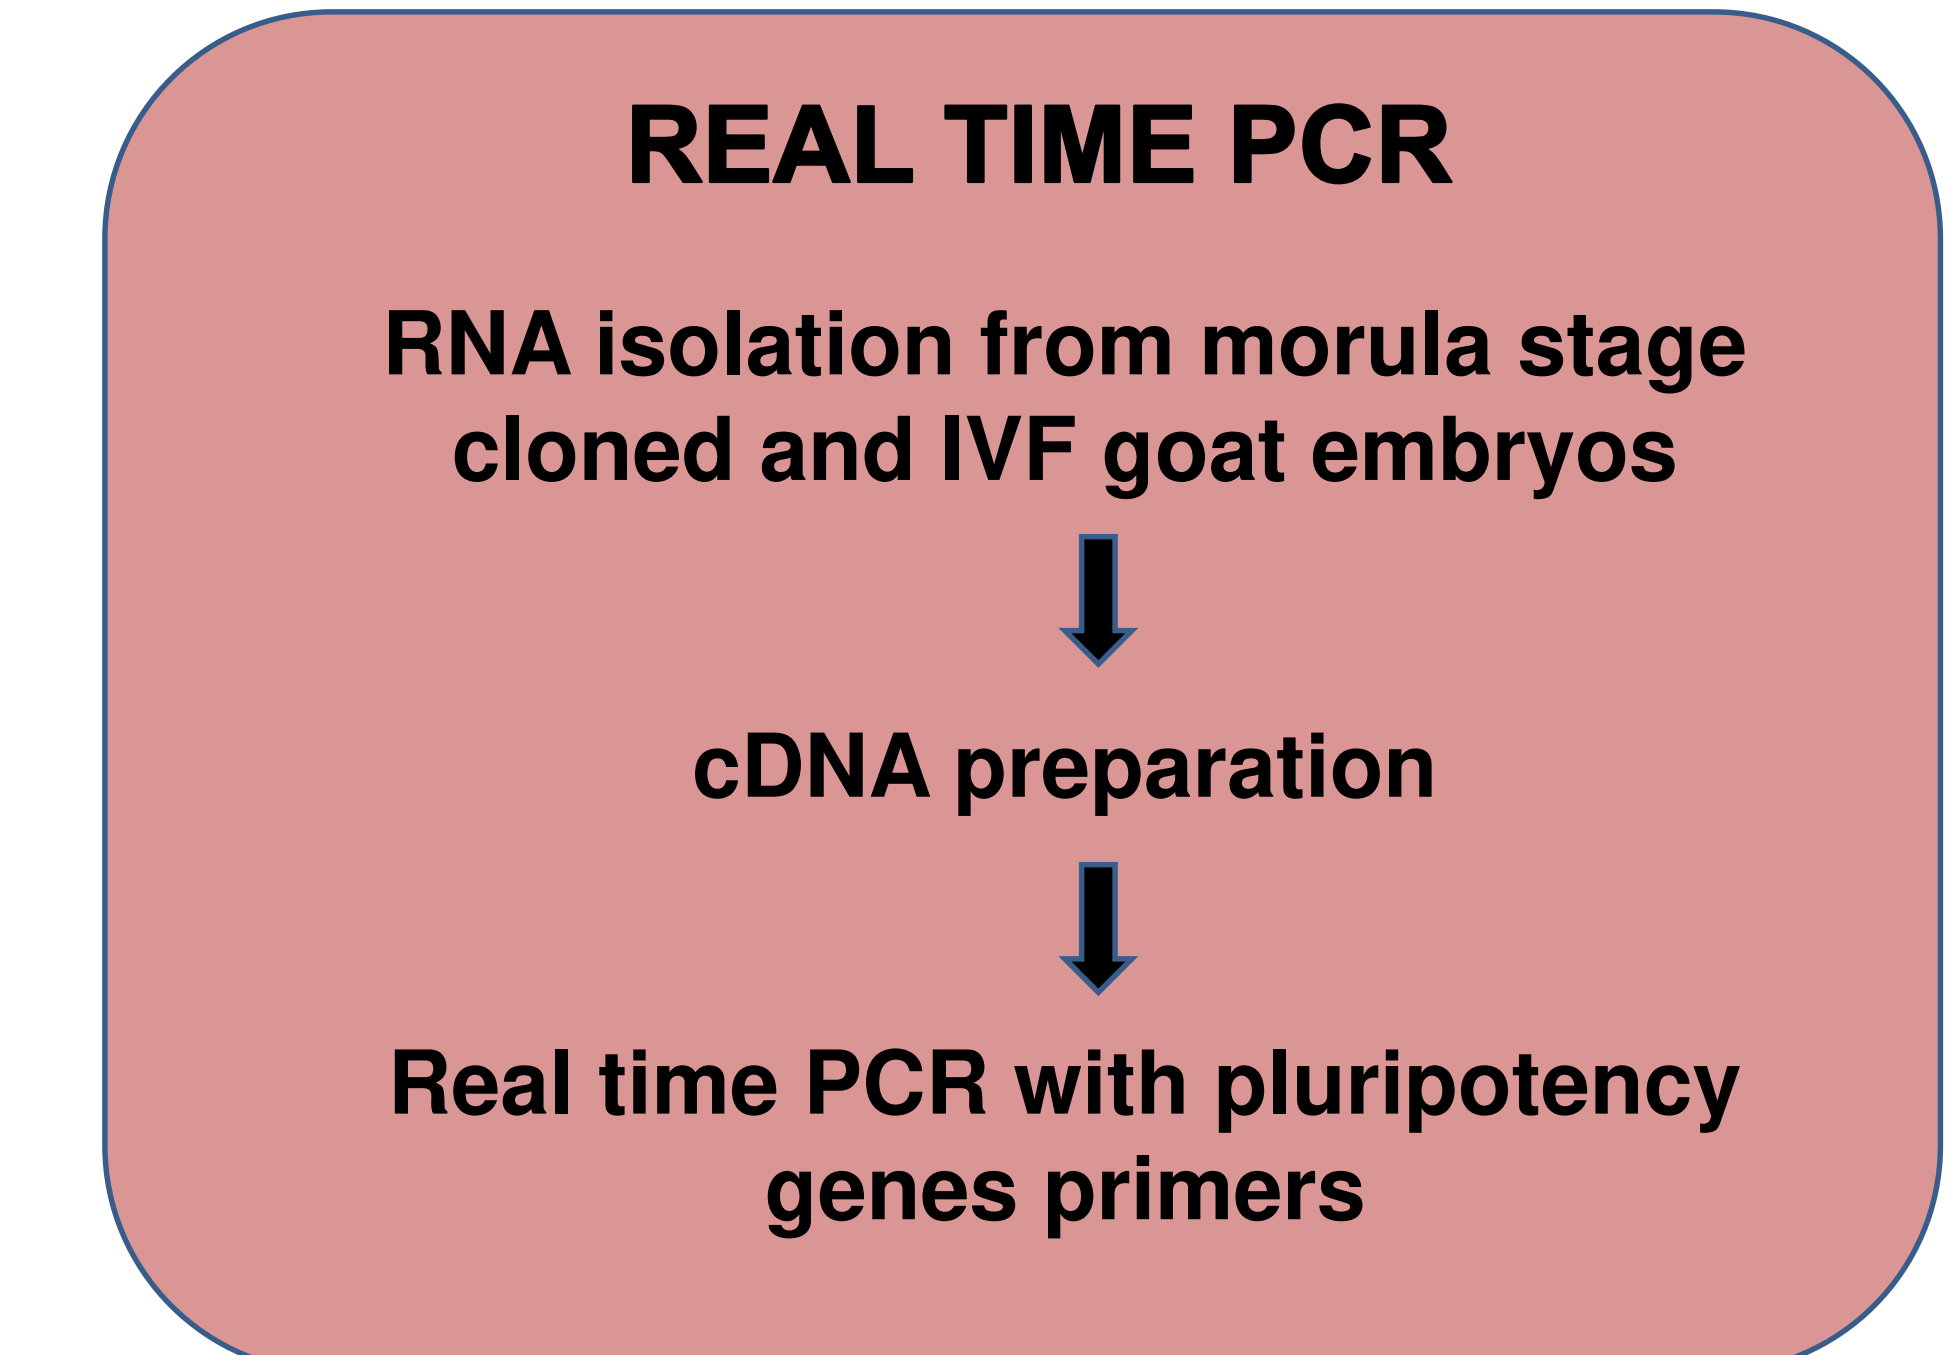 REAL TIME PCR
RNA isolation from morula stage
cloned and IVF goat embryos
cDNA preparation
Real time PCR with pluripotency
genes primers